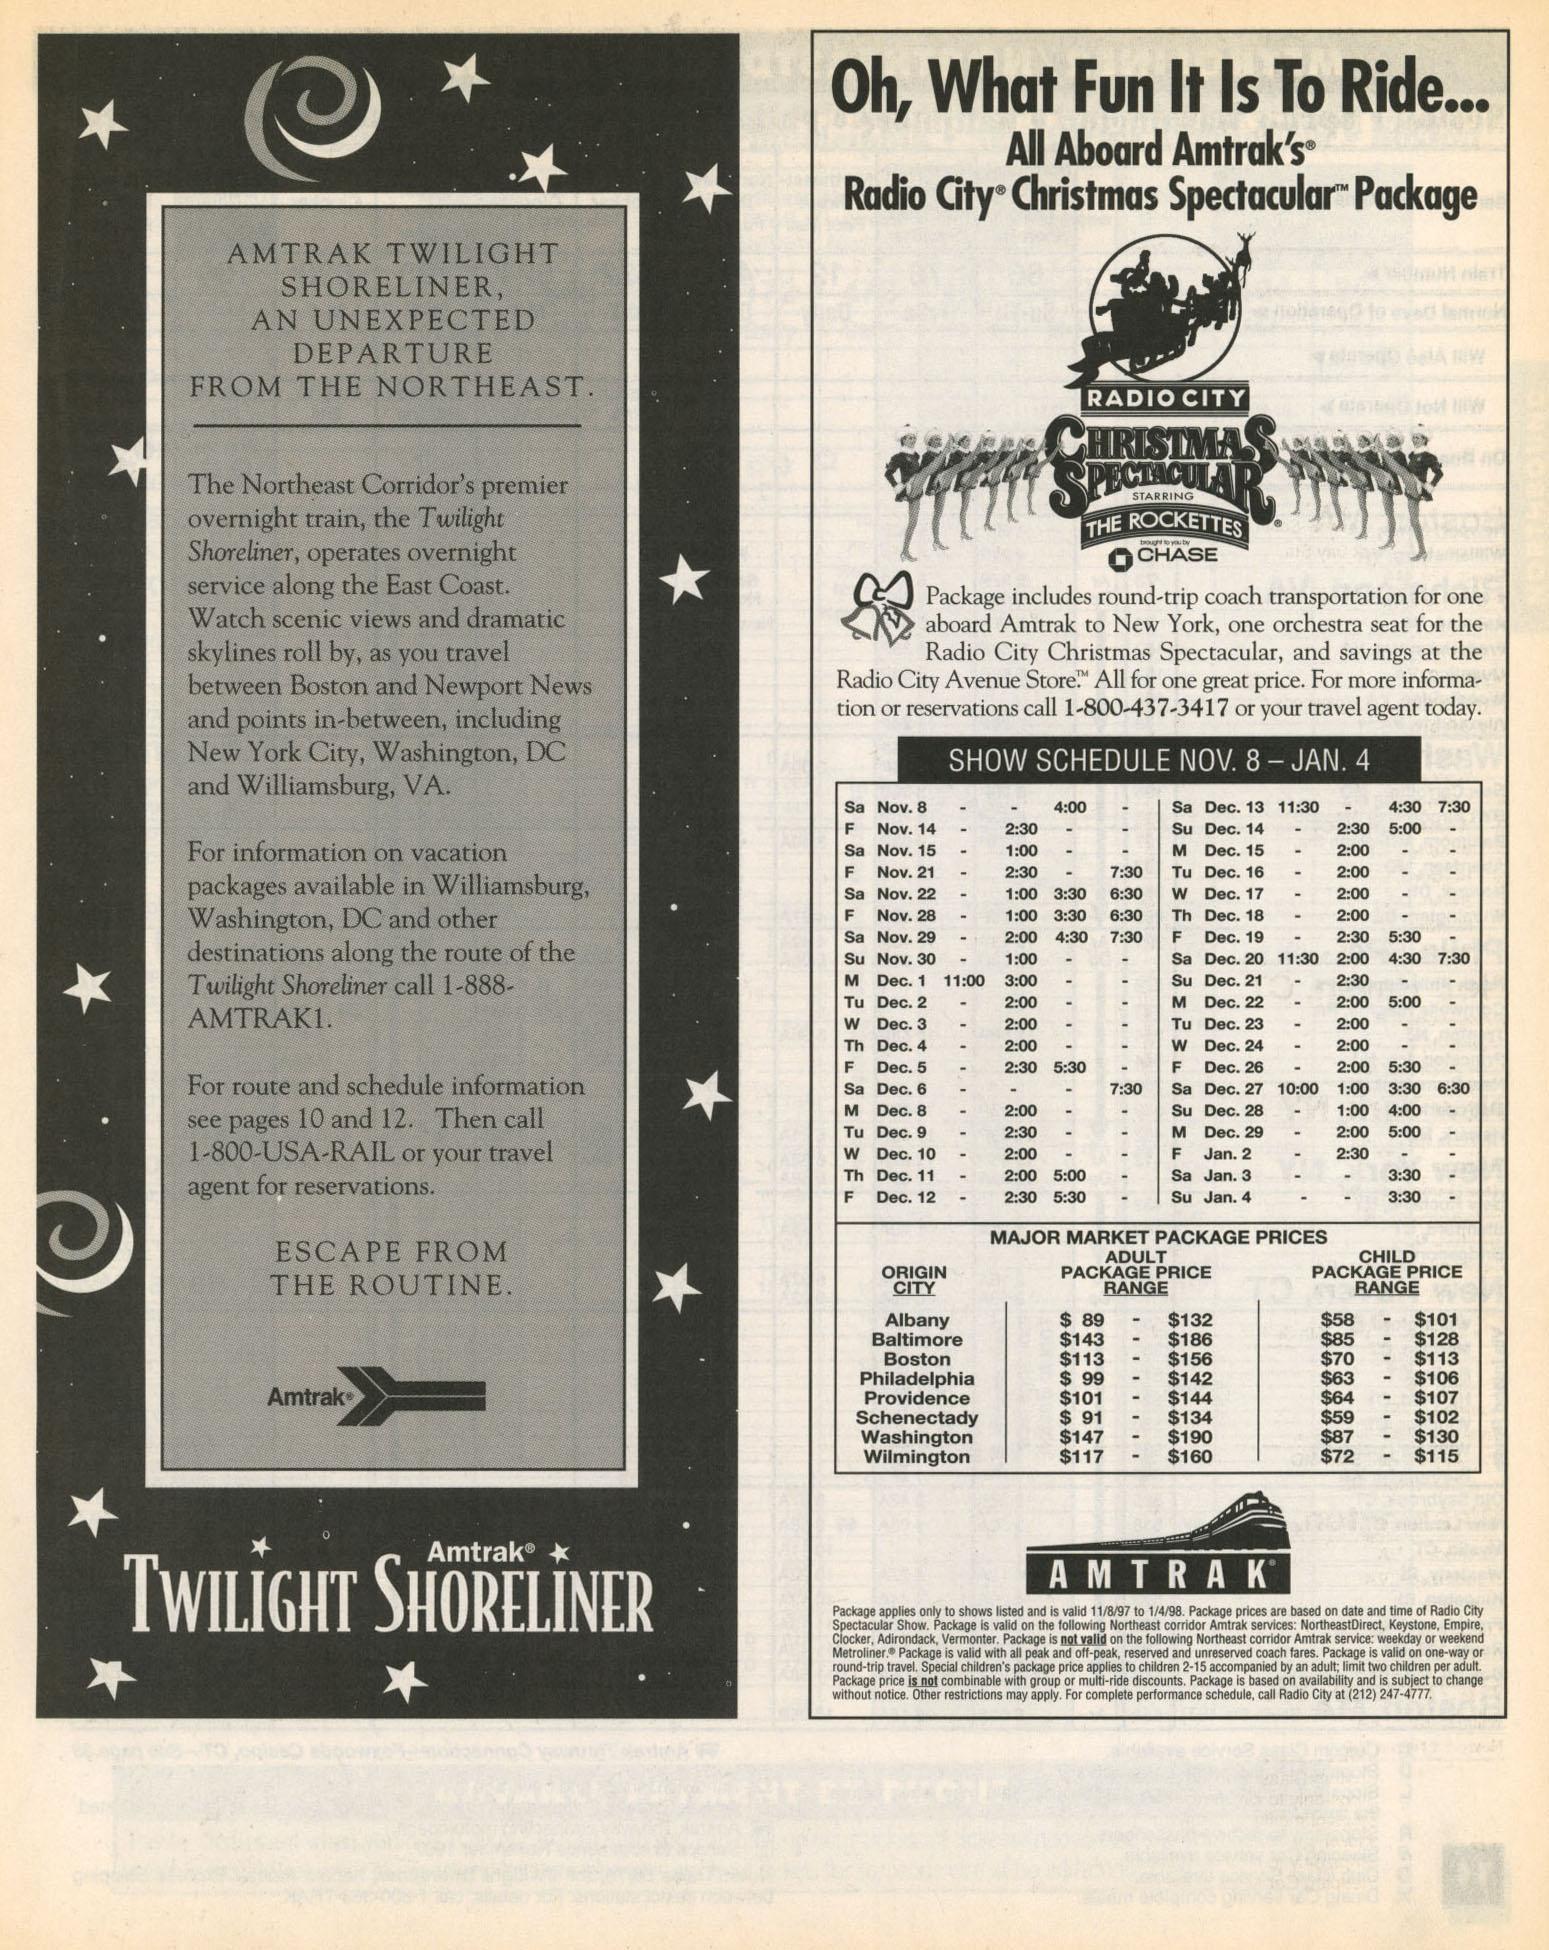 AMTRAK TWILIGHT
SHORELINER,
AN UNEXPECTED
DEPARTURE
FROM THE NORTHEAST.
The Northeast Corridor's premier
overnight train, the Twilight
Shoreliner, operates overnight
service along the East Coast.
Watch scenic views and dramatic
skylines roll by, as you travel
between Boston and Newport News
and points in-between, including
New York City, Washington, DC
and Williamsburg, VA.
For information on vacation
packages available in Williamsburg,
Washington, DC and other
destinations along the route of the
Twilight Shoreliner call 1-888-
AMTRAK1.
For route and schedule information
see pages 10 and 12. Then call
1-800-USA-RAIL or your travel
agent for reservations.
ESCAPE FROM
THE ROUTINE.
Amtrak®
Amtrak®
TWILIGHT SHORELINER
Oh, What Fun It Is To Ride...
All Aboard Amtrak's®
Radio City® Christmas Spectacular™ Package
RADIO CITY
CHRISTMAS
SPECTACULAR
STARRING
THE ROCKETTES
®
brought to you by
CHASE
Package includes round-trip coach transportation for one
aboard Amtrak to New York, one orchestra seat for the
Radio City Christmas Spectacular, and savings at the
Radio City Avenue Store.™ All for one great price. For more informa-
tion or reservations call 1-800-437-3417 or your travel agent today.
SHOW SCHEDULE NOV. 8 – JAN. 4
Sa Nov. 8 - - 4:00 -
F Nov. 14 - 2:30 - -
Sa Nov. 15 - 1:00 - -
F Nov. 21 - 2:30 - 7:30
Sa Nov. 22 - 1:00 3:30 6:30
F Nov. 28 - 1:00 3:30 6:30
Sa Nov. 29 - 2:00 4:30 7:30
Su Nov. 30 - 1:00 - -
M Dec. 1 11:00 3:00 - -
Tu Dec. 2 - 2:00 - -
W Dec. 3 - 2:00 - -
Th Dec. 4 - 2:00 - -
F Dec. 5 - 2:30 5:30 -
Sa Dec. 6 - - - 7:30
M Dec. 8 - 2:00 - -
Tu Dec. 9 - 2:30 - -
W Dec. 10 - 2:00 - -
Th Dec. 11 - 2:00 5:00 -
F Dec. 12 - 2:30 5:30 -
Sa Dec. 13 11:30 - 4:30 7:30
Su Dec. 14 - 2:30 5:00 -
M Dec. 15 - 2:00 - -
Tu Dec. 16 - 2:00 - -
W Dec. 17 - 2:00 - -
Th Dec. 18 - 2:00 - -
F Dec. 19 - 2:30 5:30 -
Sa Dec. 20 11:30 2:00 4:30 7:30
Su Dec. 21 - 2:30 - -
M Dec. 22 - 2:00 5:00 -
Tu Dec. 23 - 2:00 - -
W Dec. 24 - 2:00 - -
F Dec. 26 - 2:00 5:30 -
Sa Dec. 27 10:00 1:00 3:30 6:30
Su Dec. 28 - 1:00 4:00 -
M Dec. 29 - 2:00 5:00 -
F Jan. 2 - 2:30 - -
Sa Jan. 3 - - 3:30 -
Su Jan. 4 - - 3:30 -
MAJOR MARKET PACKAGE PRICES
ORIGIN CITY ADULT PACKAGE PRICE RANGE CHILD PACKAGE PRICE RANGE
Albany $ 89 - $132 $58 - $101
Baltimore $143 - $186 $85 - $128
Boston $113 - $156 $70 - $113
Philadelphia $ 99 - $142 $63 - $106
Providence $101 - $144 $64 - $107
Schenectady $ 91 - $134 $59 - $102
Washington $147 - $190 $87 - $130
Wilmington $117 - $160 $72 - $115
AMTRAK®
Package applies only to shows listed and is valid 11/8/97 to 1/4/98. Package prices are based on date and time of Radio City
Spectacular Show. Package is valid on the following Northeast corridor Amtrak services: NortheastDirect, Keystone, Empire,
Clocker, Adirondack, Vermonter. Package is not valid on the following Northeast corridor Amtrak service: weekday or weekend
Metroliner.® Package is valid with all peak and off-peak, reserved and unreserved coach fares. Package is valid on one-way or
round-trip travel. Special children's package price applies to children 2-15 accompanied by an adult; limit two children per adult.
Package price is not combinable with group or multi-ride discounts. Package is based on availability and is subject to change
without notice. Other restrictions may apply. For complete performance schedule, call Radio City at (212) 247-4777.